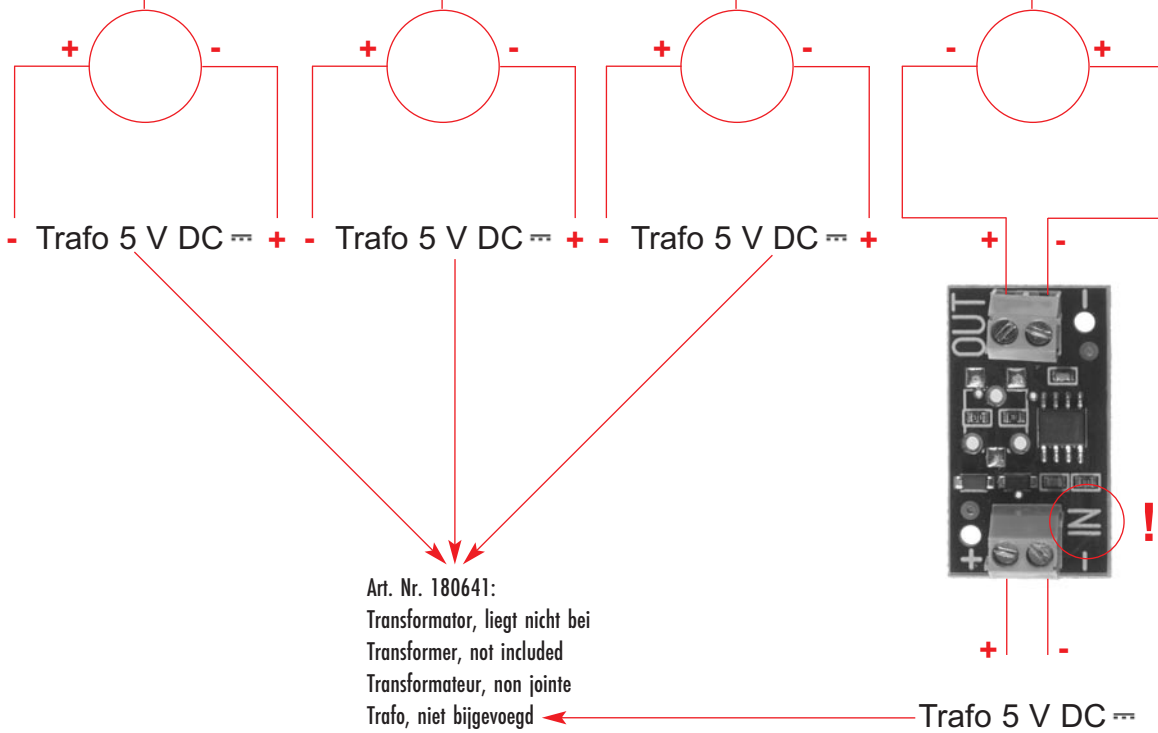 + - + - + - - +
- Trafo 5 V DC + - Trafo 5 V DC + - Trafo 5 V DC +
+ -
OUT -
IN !
+ -
+ -
Art. Nr. 180641:
Transformator, liegt nicht bei
Transformer, not included
Transformateur, non jointe
Trafo, niet bijgevoegd
Trafo 5 V DC